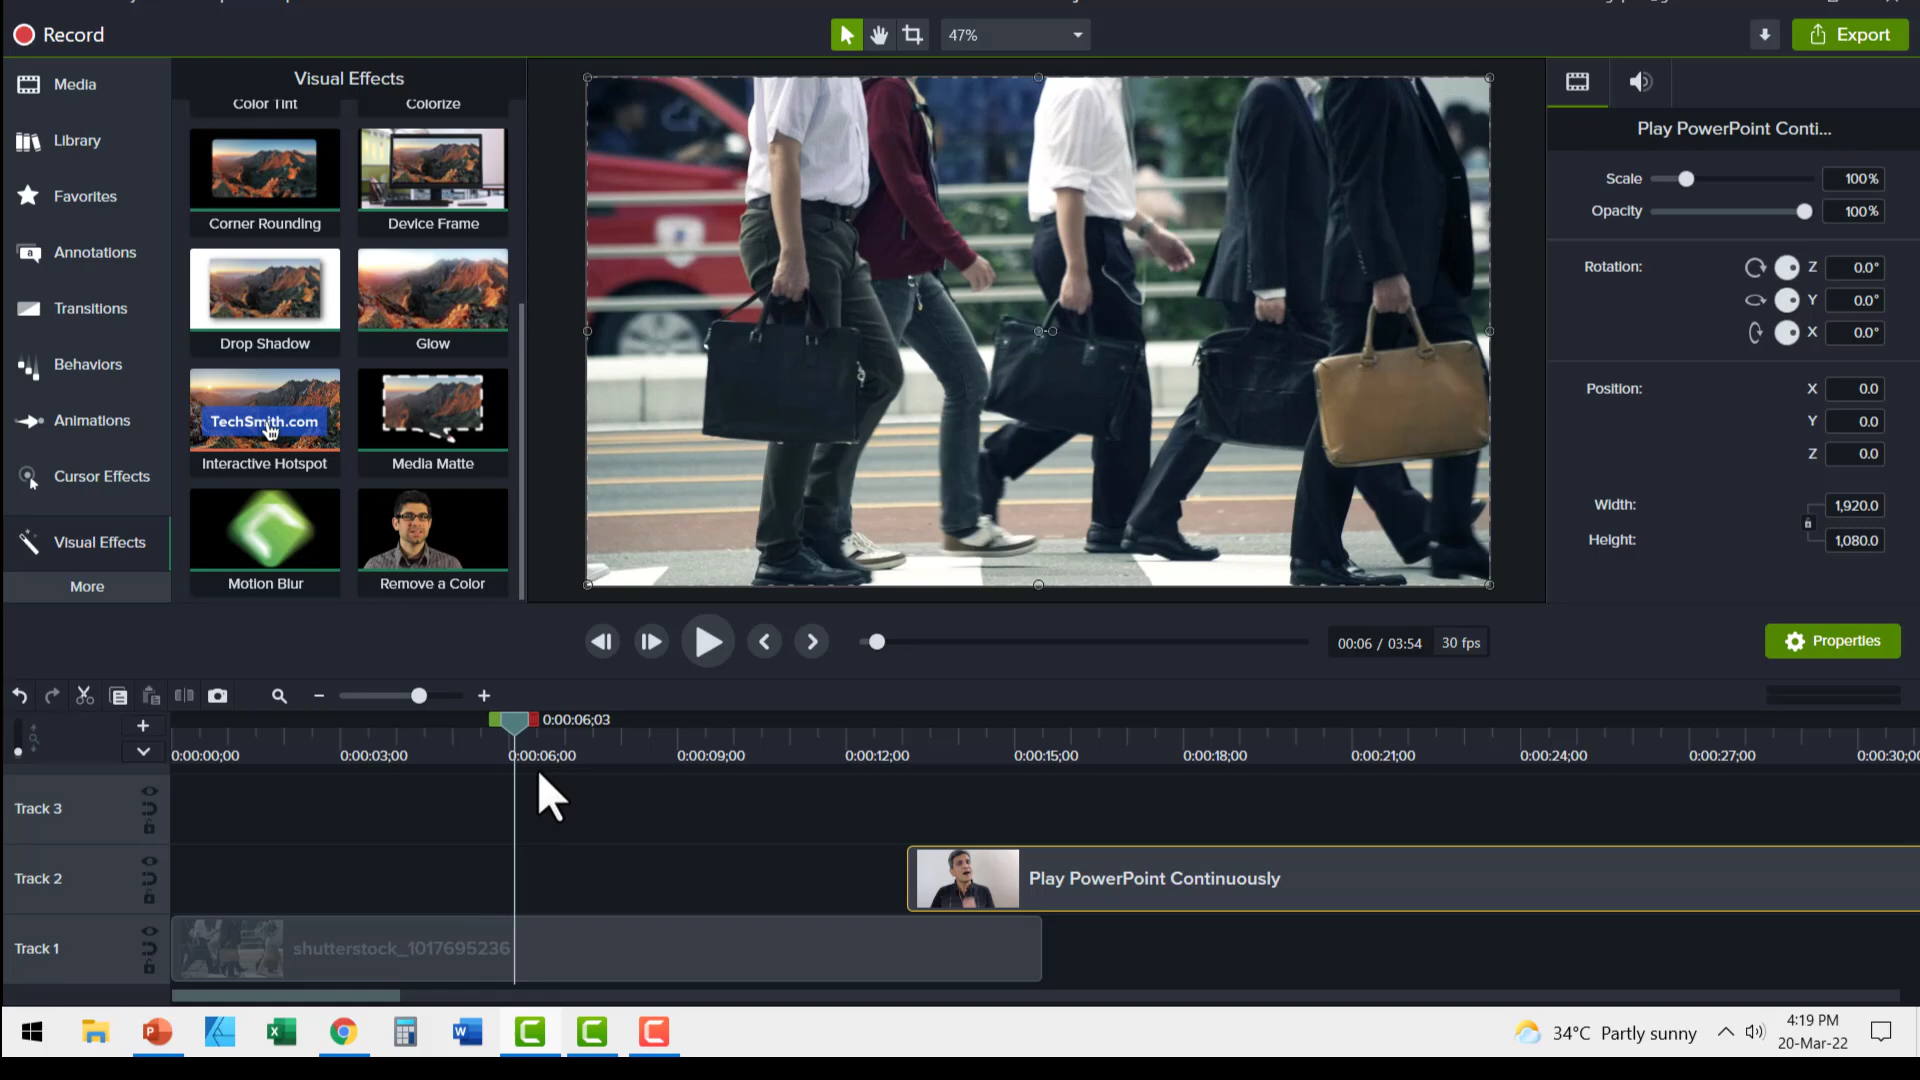 Record
47%
Export
Media
Library
Favorites
Annotations
Transitions
Behaviors
Animations
Cursor Effects
Visual Effects
More
Visual Effects
Color Tint
Colorize
Corner Rounding
Device Frame
Drop Shadow
Glow
TechSmith.com
Interactive Hotspot
Media Matte
Motion Blur
Remove a Color
Play PowerPoint Conti...
Scale
100%
Opacity
100%
Rotation:
Z
0.0°
Y
0.0°
X
0.0°
Position:
X
0.0
Y
0.0
Z
0.0
Width:
1,920.0
Height:
1,080.0
00:06 / 03:54
30 fps
Properties
0:00:06;03
0:00:00;00
0:00:03;00
0:00:06;00
0:00:09;00
0:00:12;00
0:00:15;00
0:00:18;00
0:00:21;00
0:00:24;00
0:00:27;00
0:00:30;00
Track 3
Track 2
Play PowerPoint Continuously
Track 1
shutterstock_1017695236
34°C Partly sunny
4:19 PM
20-Mar-22